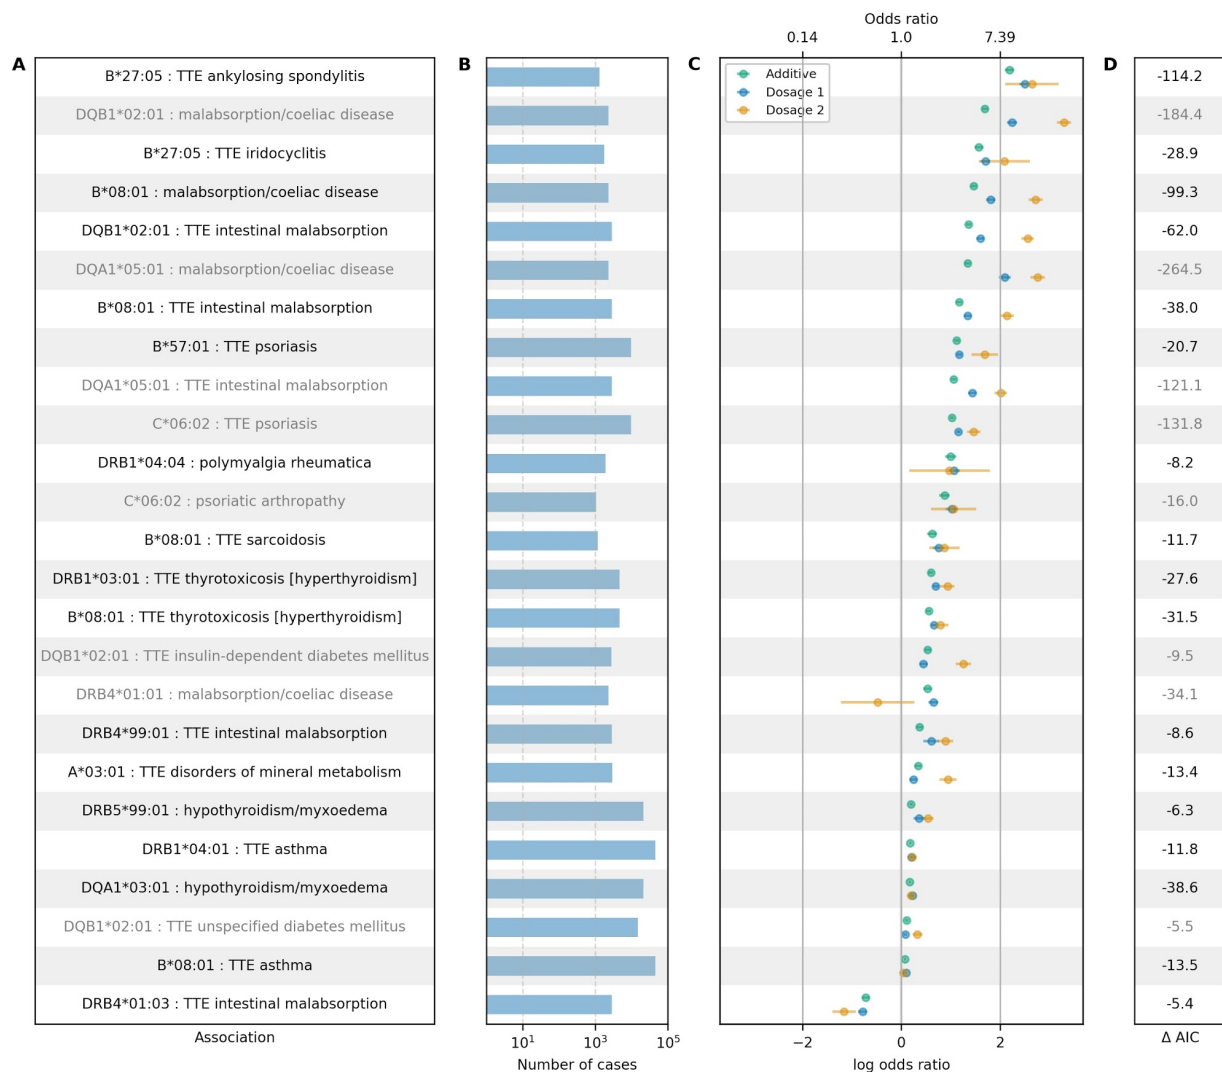 Odds ratio
0.14 1.0 7.39
A B C D
Additive
Dosage 1
Dosage 2
B*27:05 : TTE ankylosing spondylitis -114.2
DQB1*02:01 : malabsorption/coeliac disease -184.4
B*27:05 : TTE iridocyclitis -28.9
B*08:01 : malabsorption/coeliac disease -99.3
DQB1*02:01 : TTE intestinal malabsorption -62.0
DQA1*05:01 : malabsorption/coeliac disease -264.5
B*08:01 : TTE intestinal malabsorption -38.0
B*57:01 : TTE psoriasis -20.7
DQA1*05:01 : TTE intestinal malabsorption -121.1
C*06:02 : TTE psoriasis -131.8
DRB1*04:04 : polymyalgia rheumatica -8.2
C*06:02 : psoriatic arthropathy -16.0
B*08:01 : TTE sarcoidosis -11.7
DRB1*03:01 : TTE thyrotoxicosis [hyperthyroidism] -27.6
B*08:01 : TTE thyrotoxicosis [hyperthyroidism] -31.5
DQB1*02:01 : TTE insulin-dependent diabetes mellitus -9.5
DRB4*01:01 : malabsorption/coeliac disease -34.1
DRB4*99:01 : TTE intestinal malabsorption -8.6
A*03:01 : TTE disorders of mineral metabolism -13.4
DRB5*99:01 : hypothyroidism/myxoedema -6.3
DRB1*04:01 : TTE asthma -11.8
DQA1*03:01 : hypothyroidism/myxoedema -38.6
DQB1*02:01 : TTE unspecified diabetes mellitus -5.5
B*08:01 : TTE asthma -13.5
DRB4*01:03 : TTE intestinal malabsorption -5.4
10¹ 10³ 10⁵ −2 0 2
Association Number of cases log odds ratio Δ AIC